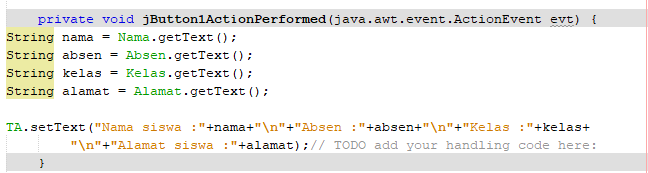 private void jButton1ActionPerformed(java.awt.event.ActionEvent evt) {
String nama = Nama.getText();
String absen = Absen.getText();
String kelas = Kelas.getText();
String alamat = Alamat.getText();
TA.setText("Nama siswa :"+nama+"\n"+"Absen :"+absen+"\n"+"Kelas :"+kelas+
"\n"+"Alamat siswa :"+alamat);// TODO add your handling code here:
}